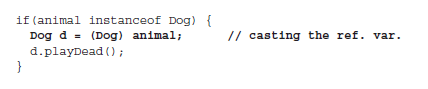 if(animal instanceof Dog) {
  Dog d = (Dog) animal;      // casting the ref. var.
  d.playDead();
}